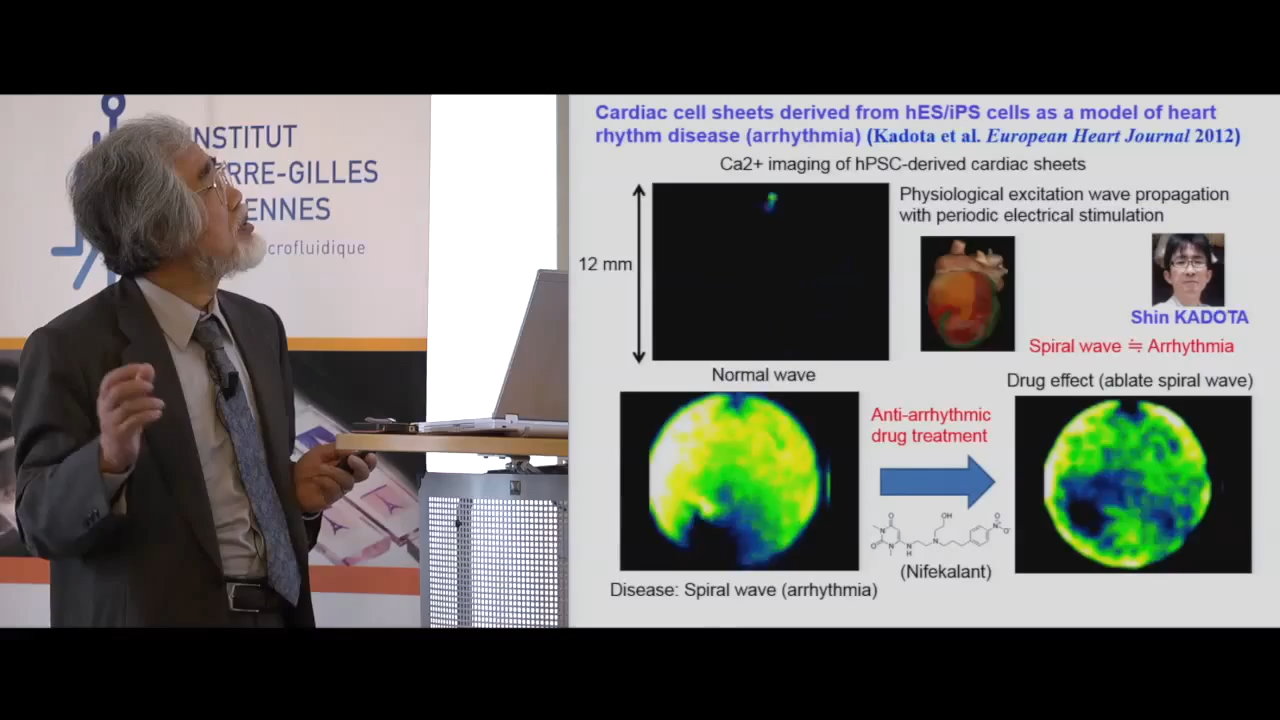 INSTITUT
RRE-GILLES
ENNES
crofluidique
Cardiac cell sheets derived from hES/iPS cells as a model of heart
rhythm disease (arrhythmia) (Kadota et al. European Heart Journal 2012)
Ca2+ imaging of hPSC-derived cardiac sheets
12 mm
Physiological excitation wave propagation
with periodic electrical stimulation
Shin KADOTA
Spiral wave ≒ Arrhythmia
Normal wave
Drug effect (ablate spiral wave)
Anti-arrhythmic
drug treatment
OH
O
N
N
O
N
N
H
N
O
O-
(Nifekalant)
Disease: Spiral wave (arrhythmia)